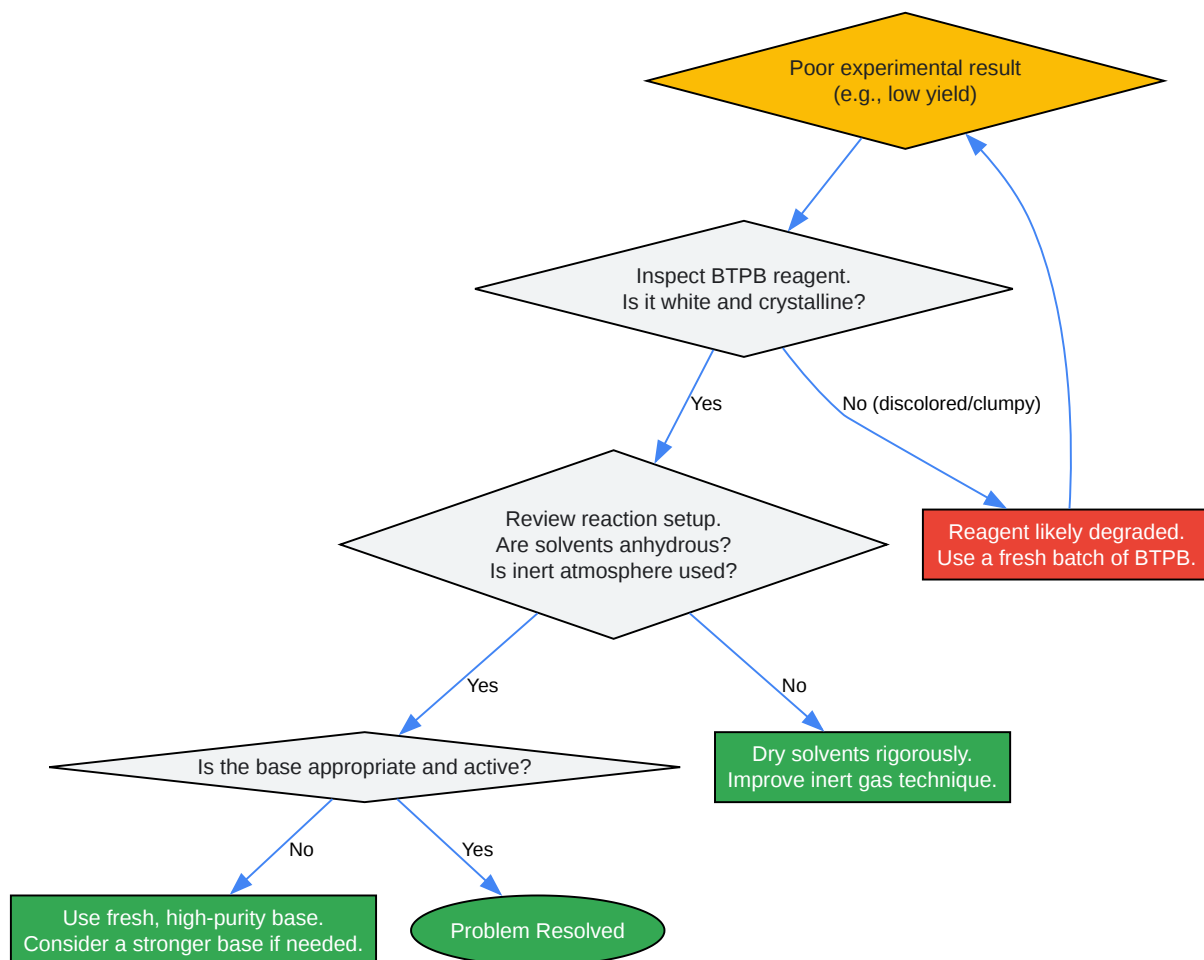 Poor experimental result
(e.g., low yield)
Inspect BTPB reagent.
Is it white and crystalline?
Yes
No (discolored/clumpy)
Review reaction setup.
Are solvents anhydrous?
Is inert atmosphere used?
Reagent likely degraded.
Use a fresh batch of BTPB.
Yes
No
Is the base appropriate and active?
Dry solvents rigorously.
Improve inert gas technique.
No
Yes
Use fresh, high-purity base.
Consider a stronger base if needed.
Problem Resolved